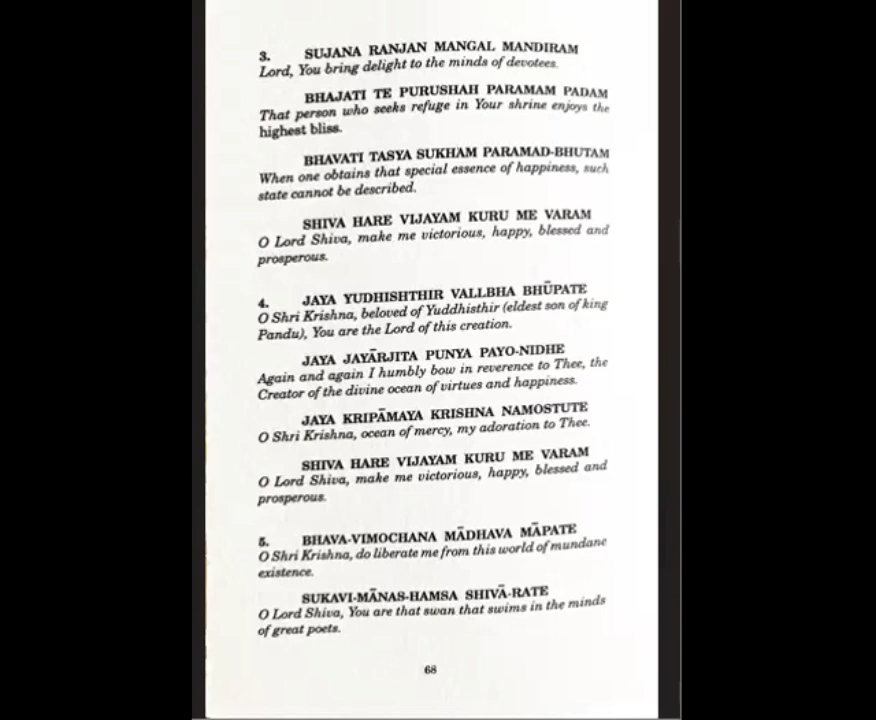 3. SUJANA RANJAN MANGAL MANDIRAM
Lord, You bring delight to the minds of devotees.
BHAJATI TE PURUSHAH PARAMAM PADAM
That person who seeks refuge in Your shrine enjoys the
highest bliss.
BHAVATI TASYA SUKHAM PARAMAD-BHUTAM
When one obtains that special essence of happiness, such
state cannot be described.
SHIVA HARE VIJAYAM KURU ME VARAM
O Lord Shiva, make me victorious, happy, blessed and
prosperous.
4. JAYA YUDHISHTHIR VALLBHA BHŪPATE
O Shri Krishna, beloved of Yuddhisthir (eldest son of king
Pandu), You are the Lord of this creation.
JAYA JAYĀRJITA PUNYA PAYO-NIDHE
Again and again I humbly bow in reverence to Thee, the
Creator of the divine ocean of virtues and happiness.
JAYA KRIPĀMAYA KRISHNA NAMOSTUTE
O Shri Krishna, ocean of mercy, my adoration to Thee.
SHIVA HARE VIJAYAM KURU ME VARAM
O Lord Shiva, make me victorious, happy, blessed and
prosperous.
5. BHAVA-VIMOCHANA MĀDHAVA MĀPATE
O Shri Krishna, do liberate me from this world of mundane
existence.
SUKAVI-MĀNAS-HAMSA SHIVĀ-RATE
O Lord Shiva, You are that swan that swims in the minds
of great poets.
68